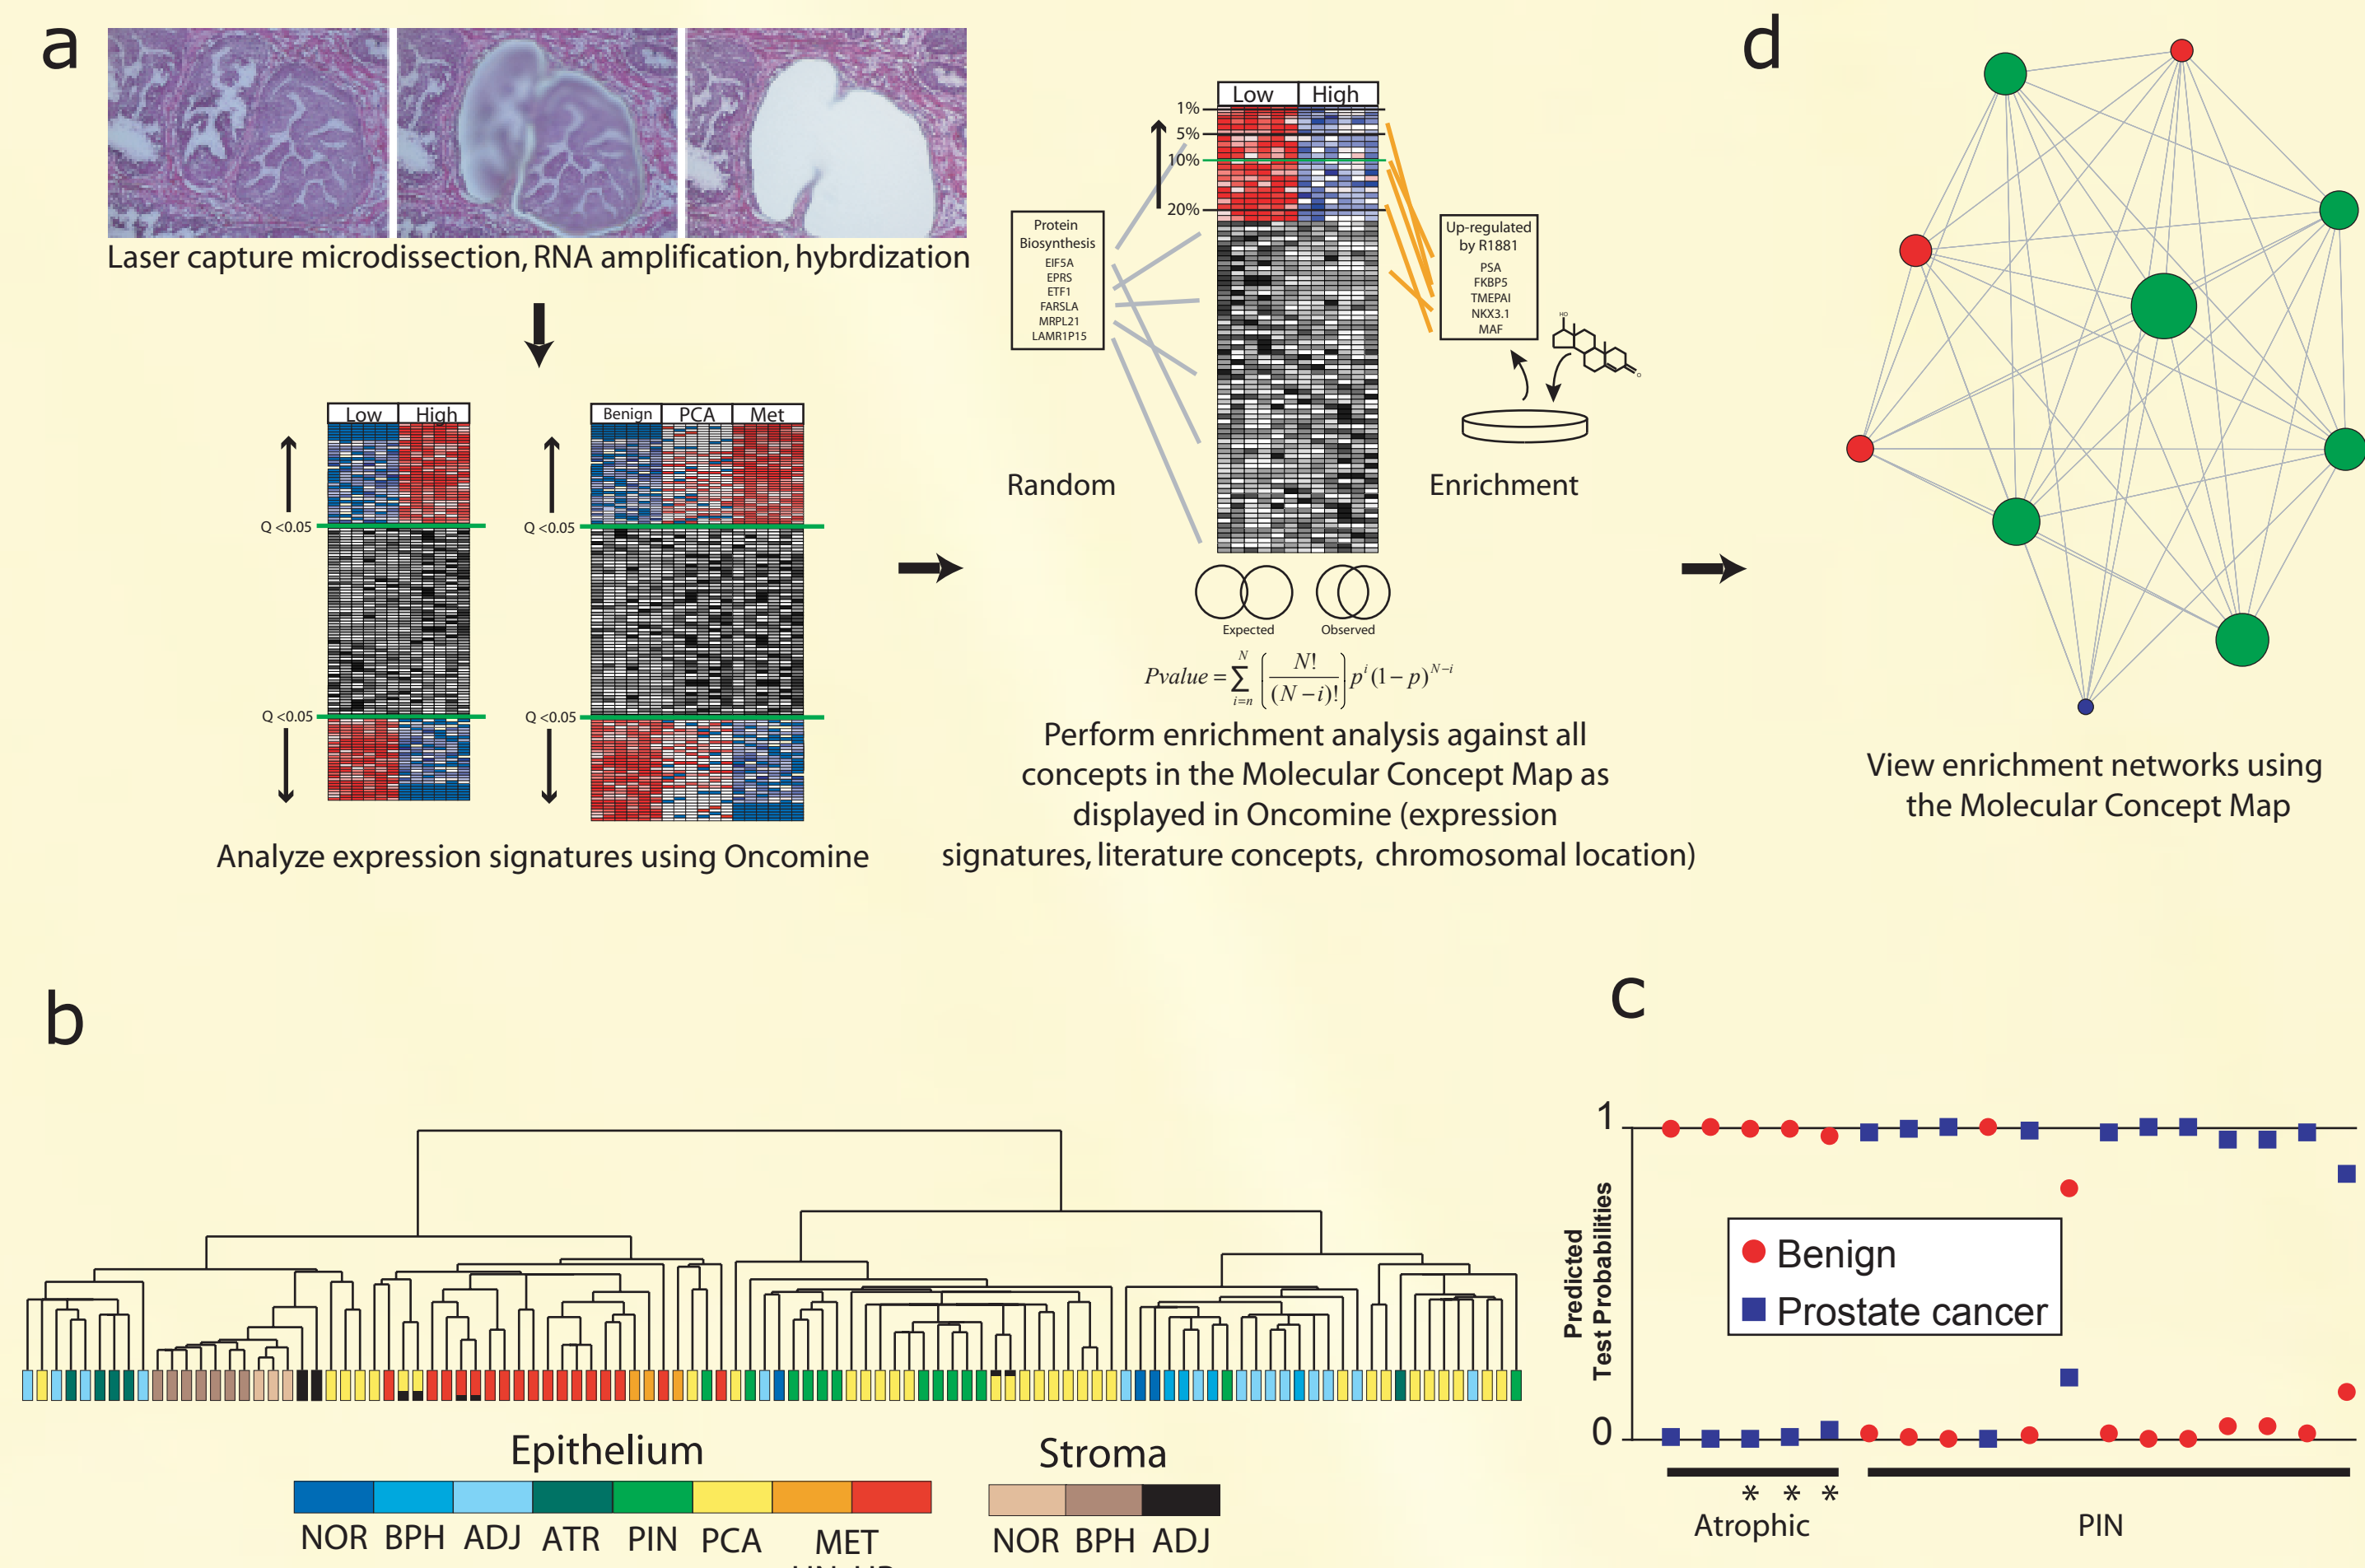 a
Laser capture microdissection, RNA amplification, hybrdization
Low High
Q <0.05
Q <0.05
Benign PCA Met
Q <0.05
Q <0.05
Analyze expression signatures using Oncomine
Low High
1%
5%
10%
20%
Protein
Biosynthesis
EIF5A
EPRS
ETF1
FARSLA
MRPL21
LAMR1P15
Random
Up-regulated
by R1881
PSA
FKBP5
TMEPAI
NKX3.1
MAF
HO
O
Enrichment
Expected Observed
Pvalue = N ∑ i=n (N! / (N – i)!) p^i (1 – p)^N–i
Perform enrichment analysis against all
concepts in the Molecular Concept Map as
displayed in Oncomine (expression
signatures, literature concepts, chromosomal location)
d
View enrichment networks using
the Molecular Concept Map
b
Epithelium
NOR BPH ADJ ATR PIN PCA MET
Stroma
NOR BPH ADJ
c
1
0
Predicted
Test Probabilities
Benign
Prostate cancer
* * *
Atrophic PIN